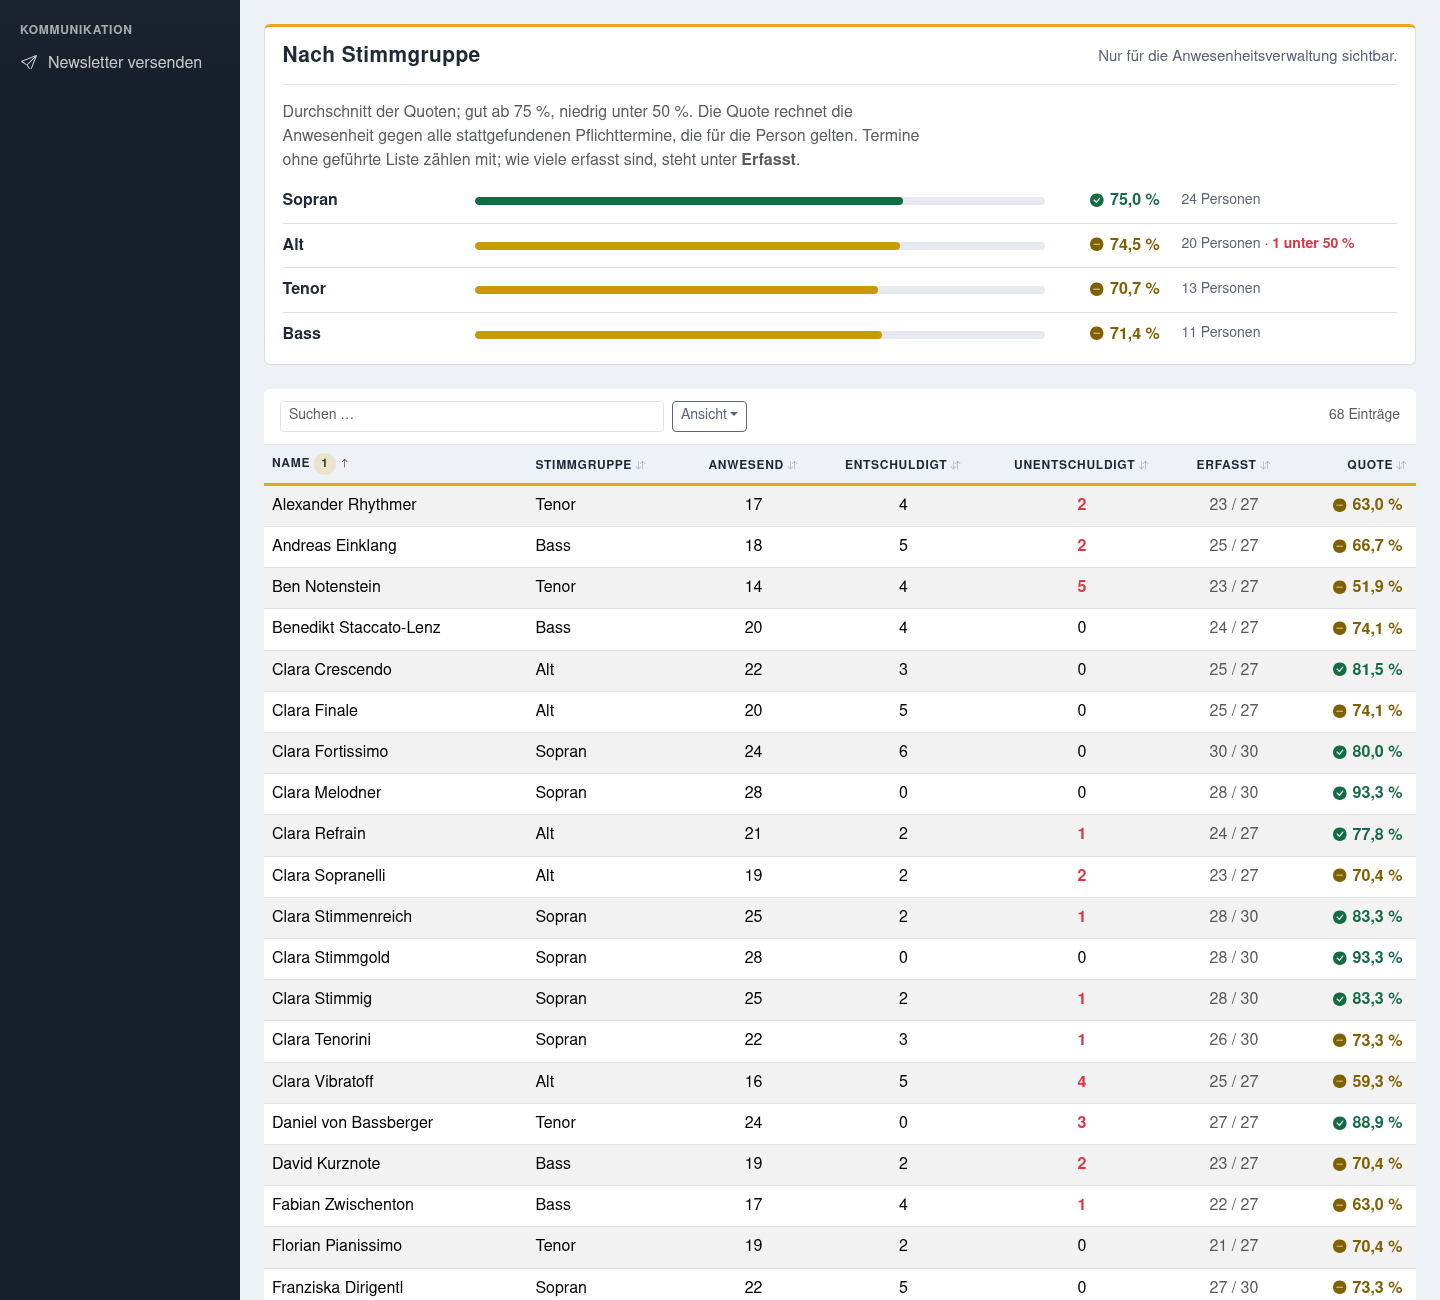 KOMMUNIKATION
Newsletter versenden
Nach Stimmgruppe
Nur für die Anwesenheitsverwaltung sichtbar.
Durchschnitt der Quoten; gut ab 75 %, niedrig unter 50 %. Die Quote rechnet die
Anwesenheit gegen alle stattgefundenen Pflichttermine, die für die Person gelten. Termine
ohne geführte Liste zählen mit; wie viele erfasst sind, steht unter Erfasst.
Sopran 75,0 % 24 Personen
Alt 74,5 % 20 Personen · 1 unter 50 %
Tenor 70,7 % 13 Personen
Bass 71,4 % 11 Personen
Suchen … Ansicht 68 Einträge
NAME 1 ↑ STIMMGRUPPE ANWESEND ENTSCHULDIGT UNENTSCHULDIGT ERFASST QUOTE
Alexander Rhythmer Tenor 17 4 2 23 / 27 63,0 %
Andreas Einklang Bass 18 5 2 25 / 27 66,7 %
Ben Notenstein Tenor 14 4 5 23 / 27 51,9 %
Benedikt Staccato-Lenz Bass 20 4 0 24 / 27 74,1 %
Clara Crescendo Alt 22 3 0 25 / 27 81,5 %
Clara Finale Alt 20 5 0 25 / 27 74,1 %
Clara Fortissimo Sopran 24 6 0 30 / 30 80,0 %
Clara Melodner Sopran 28 0 0 28 / 30 93,3 %
Clara Refrain Alt 21 2 1 24 / 27 77,8 %
Clara Sopranelli Alt 19 2 2 23 / 27 70,4 %
Clara Stimmenreich Sopran 25 2 1 28 / 30 83,3 %
Clara Stimmgold Sopran 28 0 0 28 / 30 93,3 %
Clara Stimmig Sopran 25 2 1 28 / 30 83,3 %
Clara Tenorini Sopran 22 3 1 26 / 30 73,3 %
Clara Vibratoff Alt 16 5 4 25 / 27 59,3 %
Daniel von Bassberger Tenor 24 0 3 27 / 27 88,9 %
David Kurznote Bass 19 2 2 23 / 27 70,4 %
Fabian Zwischenton Bass 17 4 1 22 / 27 63,0 %
Florian Pianissimo Tenor 19 2 0 21 / 27 70,4 %
Franziska Dirigentl Sopran 22 5 0 27 / 30 73,3 %